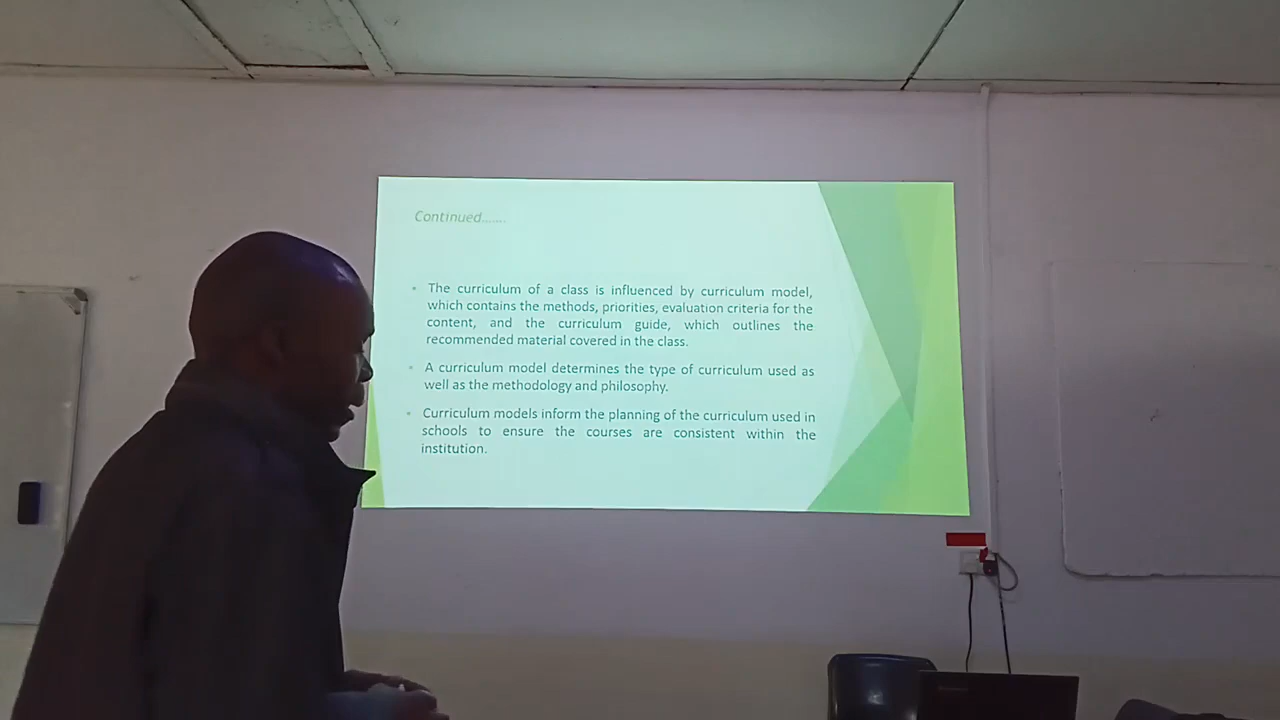 Continued.......
• The curriculum of a class is influenced by curriculum model,
which contains the methods, priorities, evaluation criteria for the
content, and the curriculum guide, which outlines the
recommended material covered in the class.
• A curriculum model determines the type of curriculum used as
well as the methodology and philosophy.
• Curriculum models inform the planning of the curriculum used in
schools to ensure the courses are consistent within the
institution.